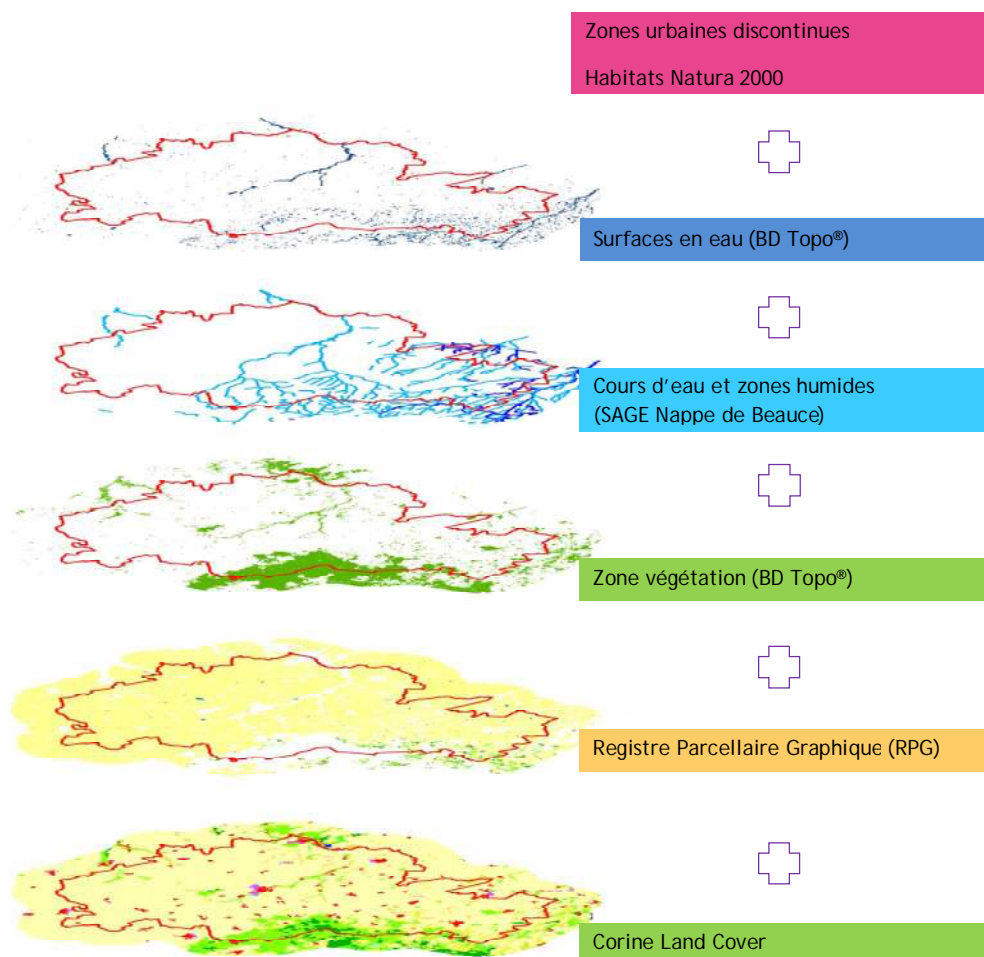 Zones urbaines discontinues
Habitats Natura 2000
Surfaces en eau (BD Topo®)
Cours d'eau et zones humides
(SAGE Nappe de Beauce)
Zone végétation (BD Topo®)
Registre Parcellaire Graphique (RPG)
Corine Land Cover